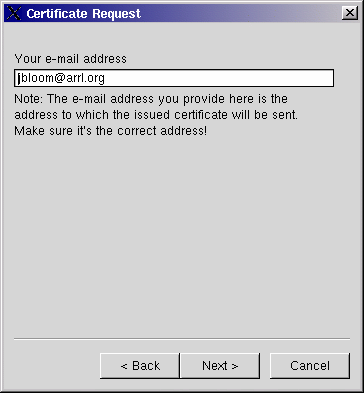 Certificate Request
Your e-mail address
jbloom@arrl.org
Note: The e-mail address you provide here is the
address to which the issued certificate will be sent.
Make sure it's the correct address!
< Back
Next >
Cancel